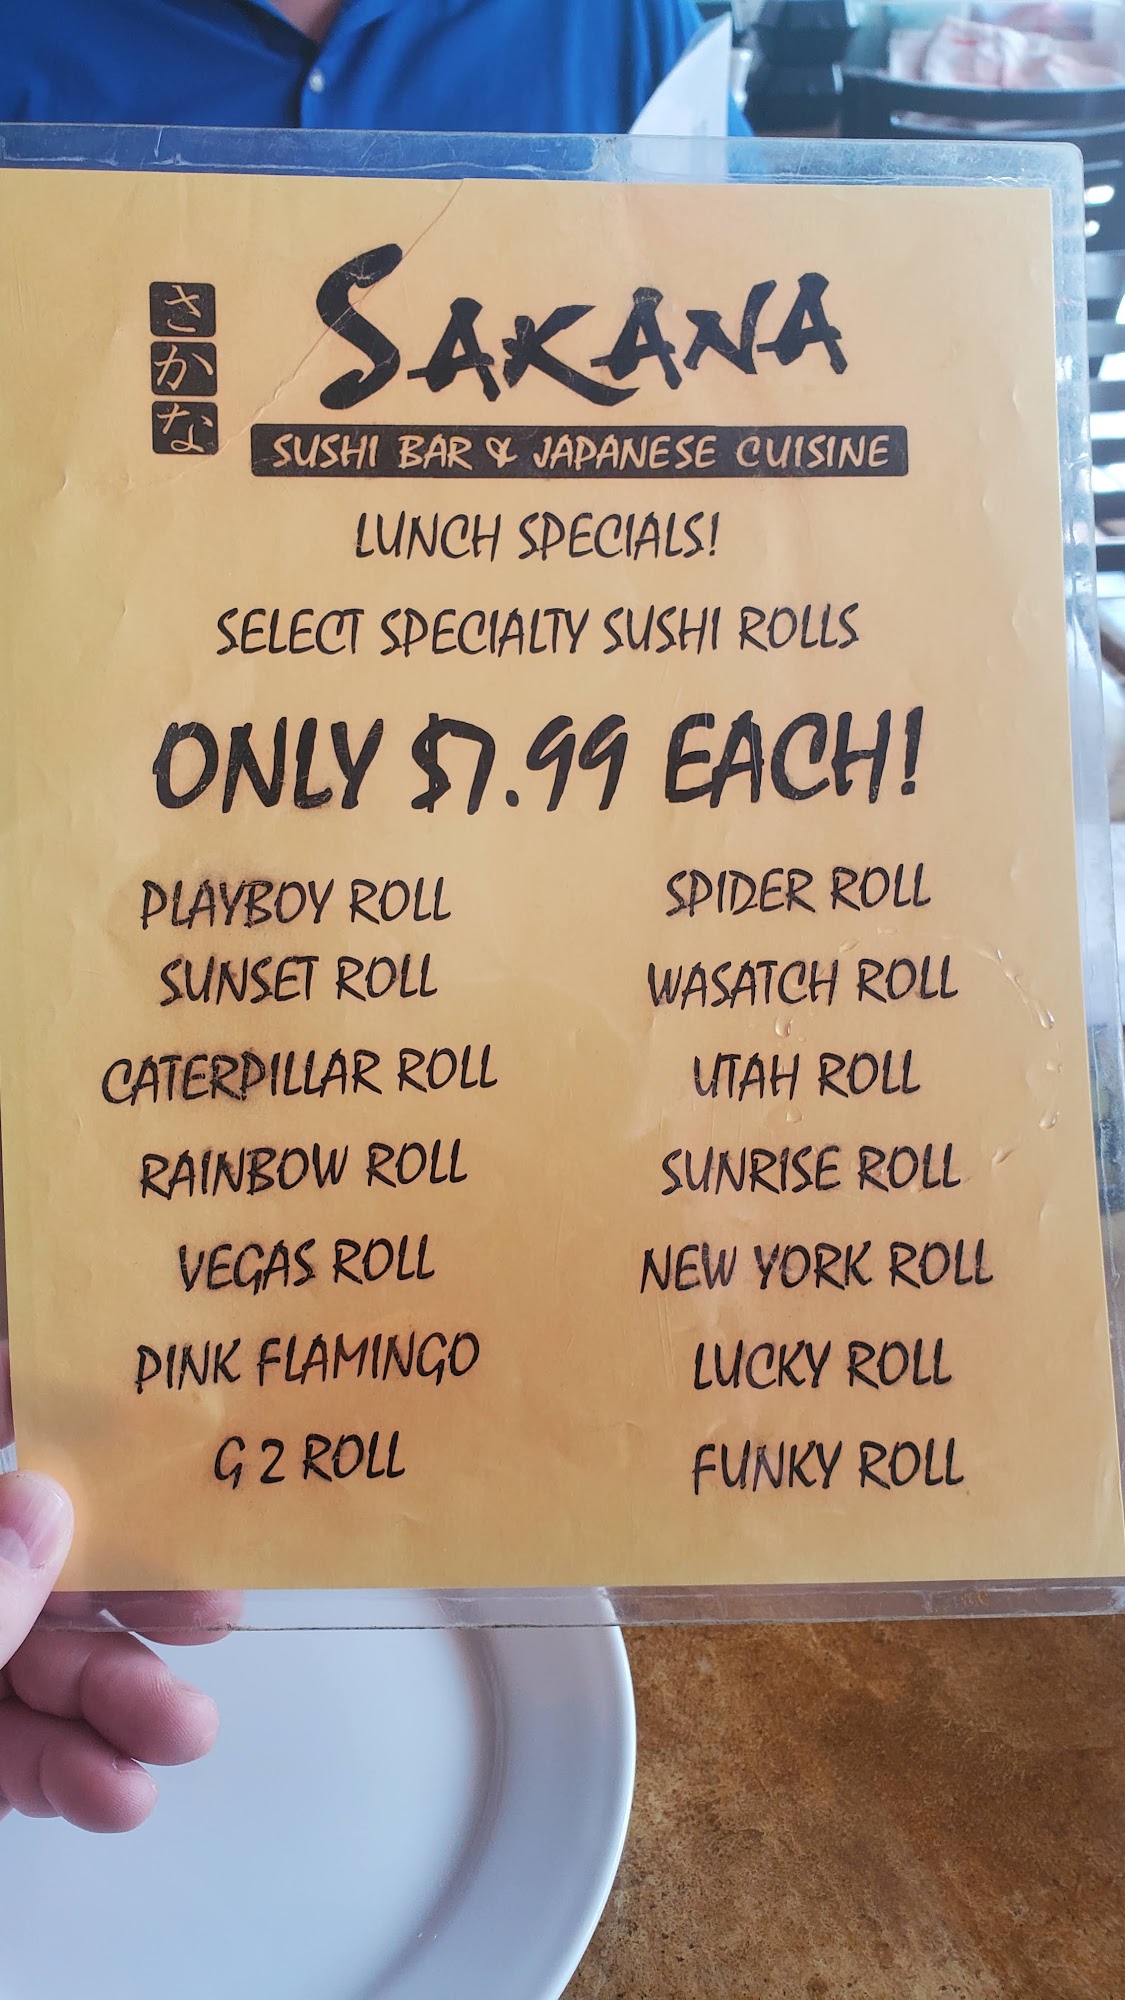 さかな
SAKANA
SUSHI BAR & JAPANESE CUISINE
LUNCH SPECIALS!
SELECT SPECIALTY SUSHI ROLLS
ONLY $7.99 EACH!
PLAYBOY ROLL
SUNSET ROLL
CATERPILLAR ROLL
RAINBOW ROLL
VEGAS ROLL
PINK FLAMINGO
G 2 ROLL
SPIDER ROLL
WASATCH ROLL
UTAH ROLL
SUNRISE ROLL
NEW YORK ROLL
LUCKY ROLL
FUNKY ROLL